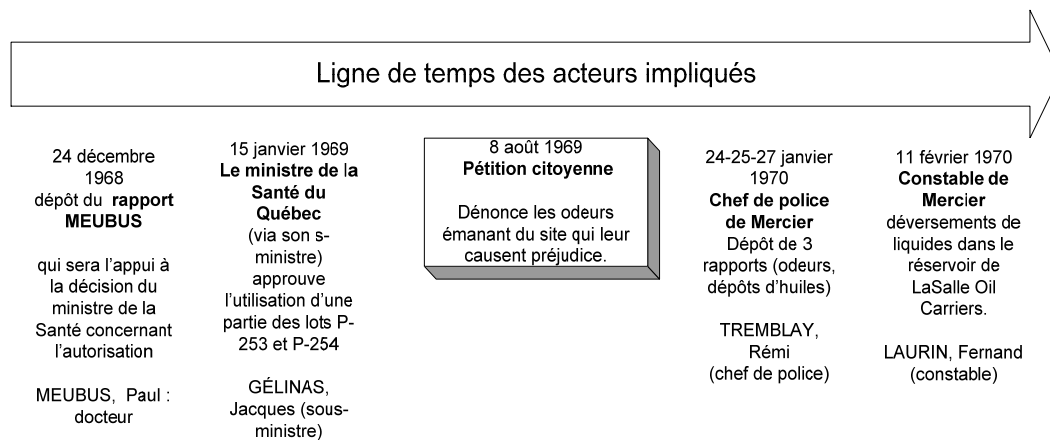 Ligne de temps des acteurs impliqués
24 décembre
1968
dépôt du rapport
MEUBUS
qui sera l'appui à
la décision du
ministre de la
Santé concernant
l'autorisation
MEUBUS, Paul :
docteur
15 janvier 1969
Le ministre de la
Santé du
Québec
(via son s-
ministre)
approuve
l'utilisation d'une
partie des lots P-
253 et P-254
GÉLINAS,
Jacques (sous-
ministre)
8 août 1969
Pétition citoyenne
Dénonce les odeurs
émanant du site qui leur
causent préjudice.
24-25-27 janvier
1970
Chef de police
de Mercier
Dépôt de 3
rapports (odeurs,
dépôts d'huiles)
TREMBLAY,
Rémi
(chef de police)
11 février 1970
Constable de
Mercier
déversements de
liquides dans le
réservoir de
LaSalle Oil
Carriers.
LAURIN, Fernand
(constable)